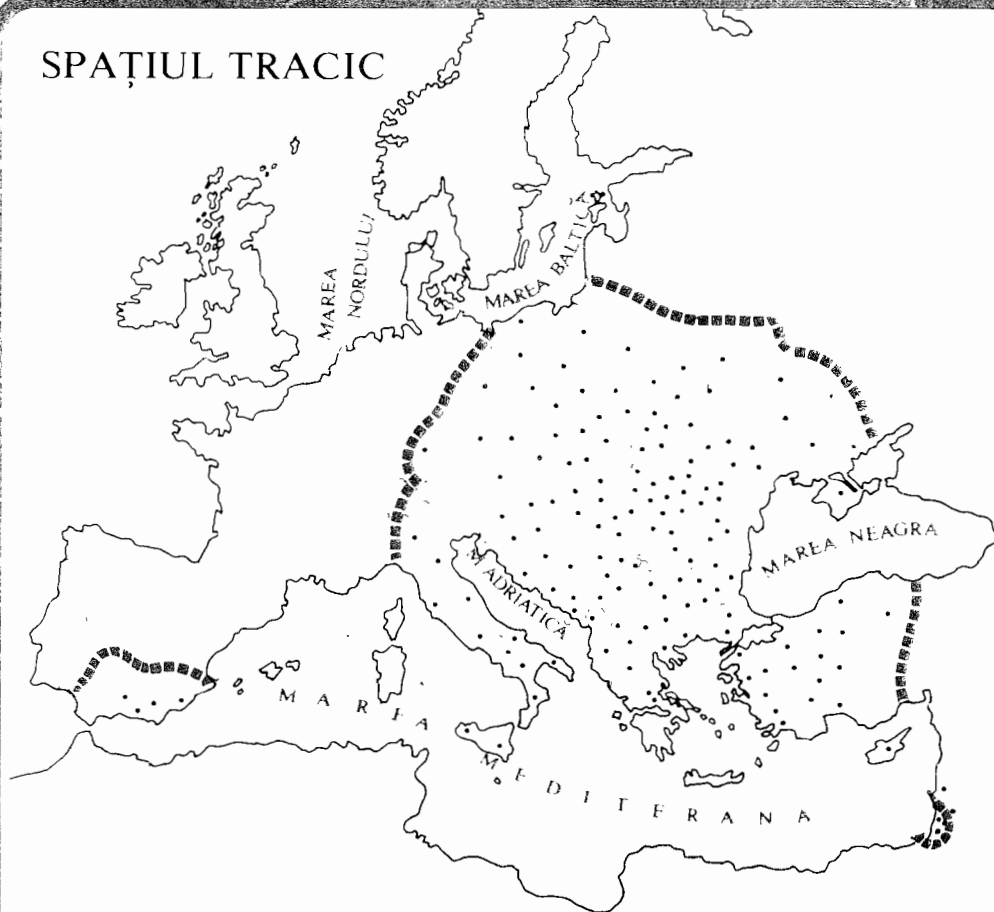 SPAȚIUL TRACIC
MAREA
NORDULUI
MAREA BALTICĂ
MAREA NEAGRA
M. ADRIATICĂ
MAREA
MEDITERANA